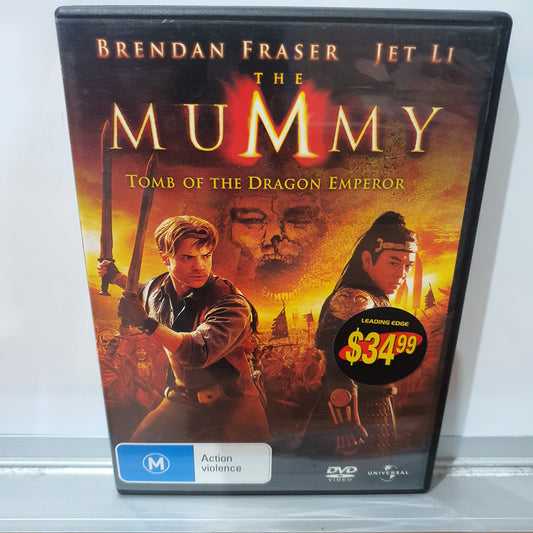 BRENDAN FRASER JET LI
THE
MUMMY
TOMB OF THE DRAGON EMPEROR
LEADING EDGE
$34.99
M
Action
violence
DVD
VIDEO
UNIVERSAL